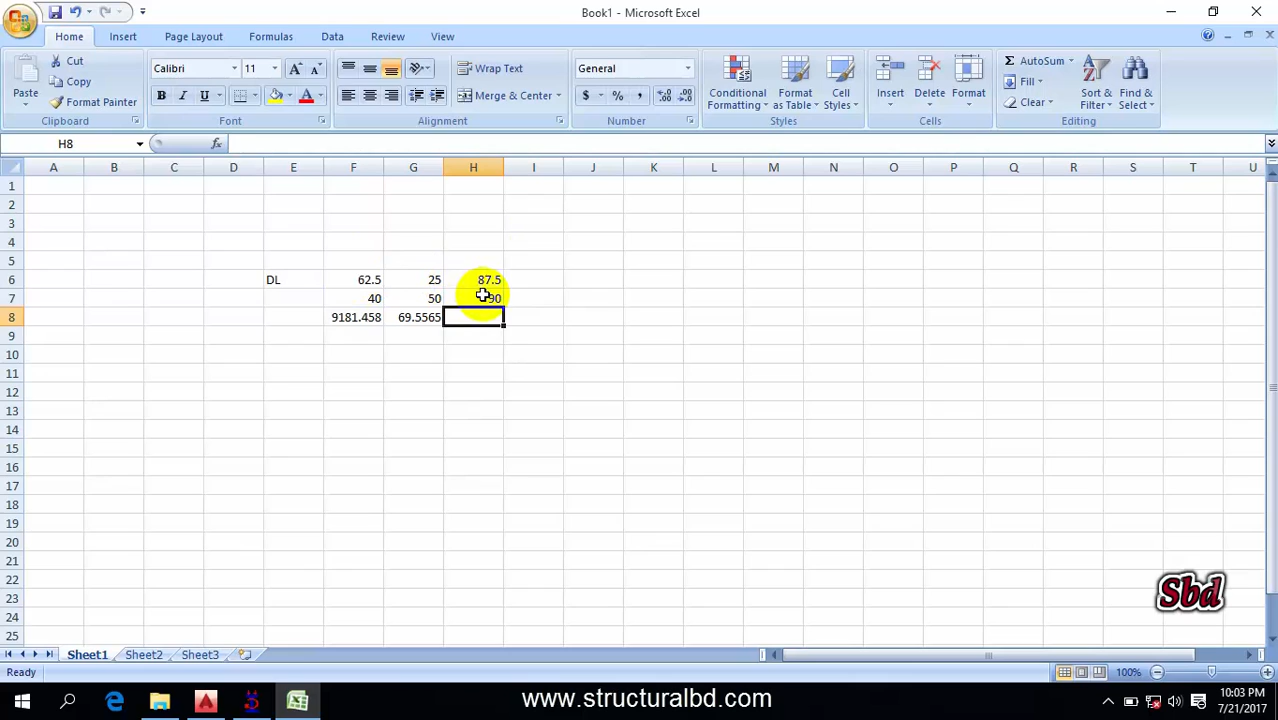 Book1 - Microsoft Excel
Home Insert Page Layout Formulas Data Review View
Paste
Cut
Copy
Format Painter
Clipboard
Calibri 11
B I U
Font
Wrap Text
Merge & Center
Alignment
General
$ % ,
Number
Conditional Formatting
Format as Table
Cell Styles
Styles
Insert Delete Format
Cells
AutoSum
Fill
Clear
Sort & Filter
Find & Select
Editing
H8 fx
A B C D E F G H I J K L M N O P Q R S T U
1
2
3
4
5
6 DL 62.5 25 87.5
7 40 50 90
8 9181.458 69.5565
9
10
11
12
13
14
15
16
17
18
19
20
21
22
23
24
25
Sbd
Sheet1 Sheet2 Sheet3
Ready 100%
www.structuralbd.com
10:03 PM
7/21/2017